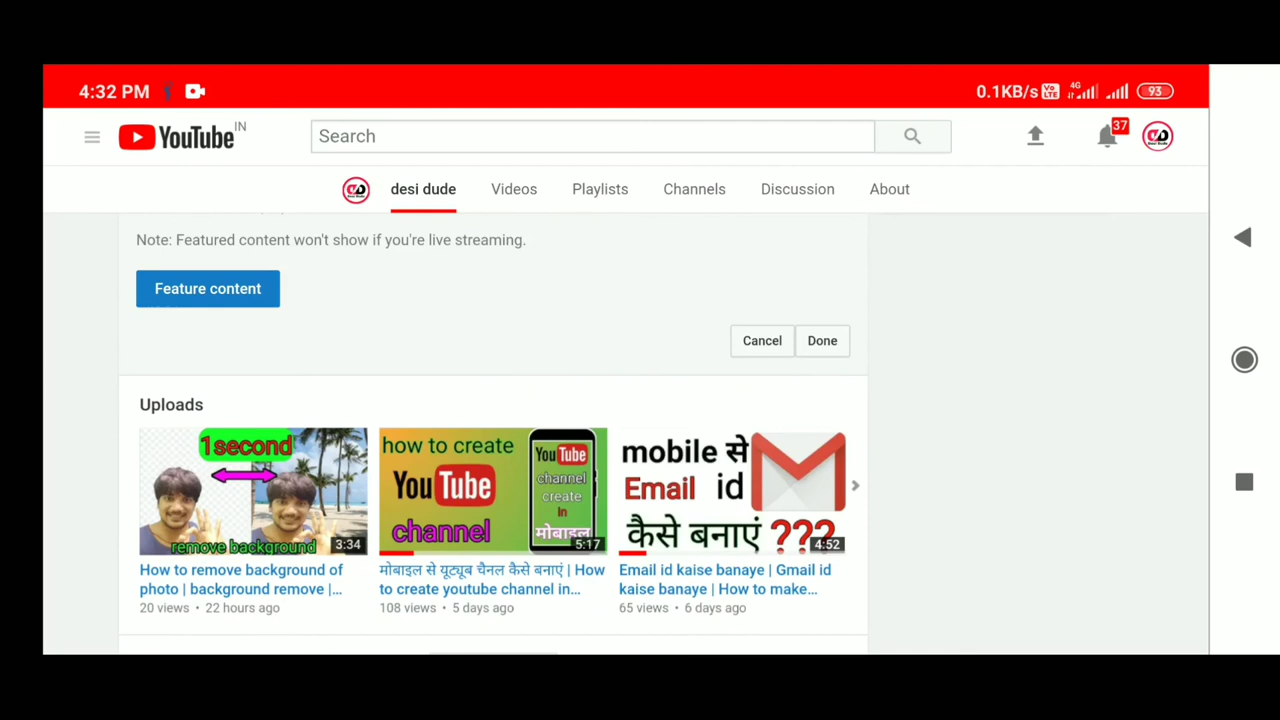 4:32 PM
0.1KB/s Vo LTE 4G 93
YouTube IN
Search
37
desi dude Videos Playlists Channels Discussion About
Note: Featured content won't show if you're live streaming.
Feature content
Cancel Done
Uploads
1second
remove background
3:34
how to create
YouTube
channel
YouTube
channel
create
in
मोबाइल
5:17
mobile से
Email id
कैसे बनाएं ???
4:52
How to remove background of
photo | background remove |...
20 views • 22 hours ago
मोबाइल से यूट्यूब चैनल कैसे बनाएं | How
to create youtube channel in...
108 views • 5 days ago
Email id kaise banaye | Gmail id
kaise banaye | How to make...
65 views • 6 days ago